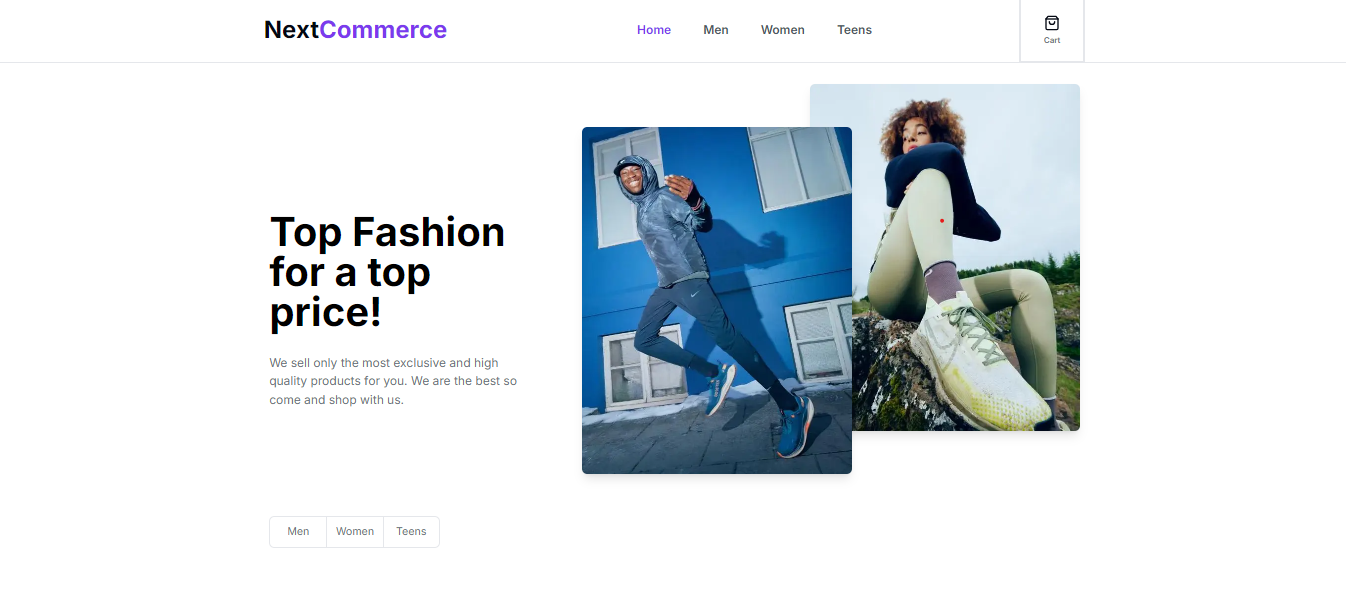 NextCommerce
Home Men Women Teens
Cart
Top Fashion
for a top
price!
We sell only the most exclusive and high
quality products for you. We are the best so
come and shop with us.
Men Women Teens